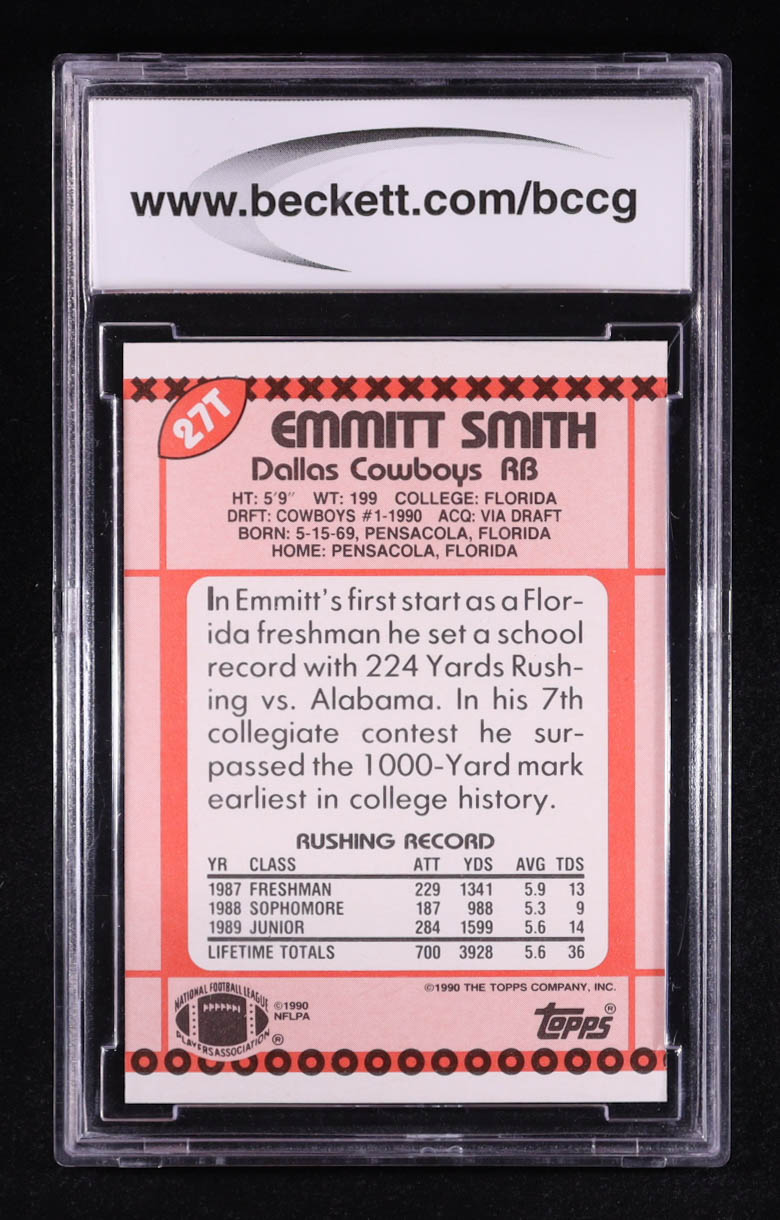 www.beckett.com/bccg
27T
EMMITT SMITH
Dallas Cowboys RB
HT: 5'9" WT: 199 COLLEGE: FLORIDA
DRFT: COWBOYS #1-1990 ACQ: VIA DRAFT
BORN: 5-15-69, PENSACOLA, FLORIDA
HOME: PENSACOLA, FLORIDA
In Emmitt's first start as a Flor-
ida freshman he set a school
record with 224 Yards Rush-
ing vs. Alabama. In his 7th
collegiate contest he sur-
passed the 1000-Yard mark
earliest in college history.
RUSHING RECORD
YR CLASS ATT YDS AVG TDS
1987 FRESHMAN 229 1341 5.9 13
1988 SOPHOMORE 187 988 5.3 9
1989 JUNIOR 284 1599 5.6 14
LIFETIME TOTALS 700 3928 5.6 36
©1990 THE TOPPS COMPANY, INC.
NATIONAL FOOTBALL LEAGUE
PLAYERS ASSOCIATION ®
©1990
NFLPA
TOPPS ®